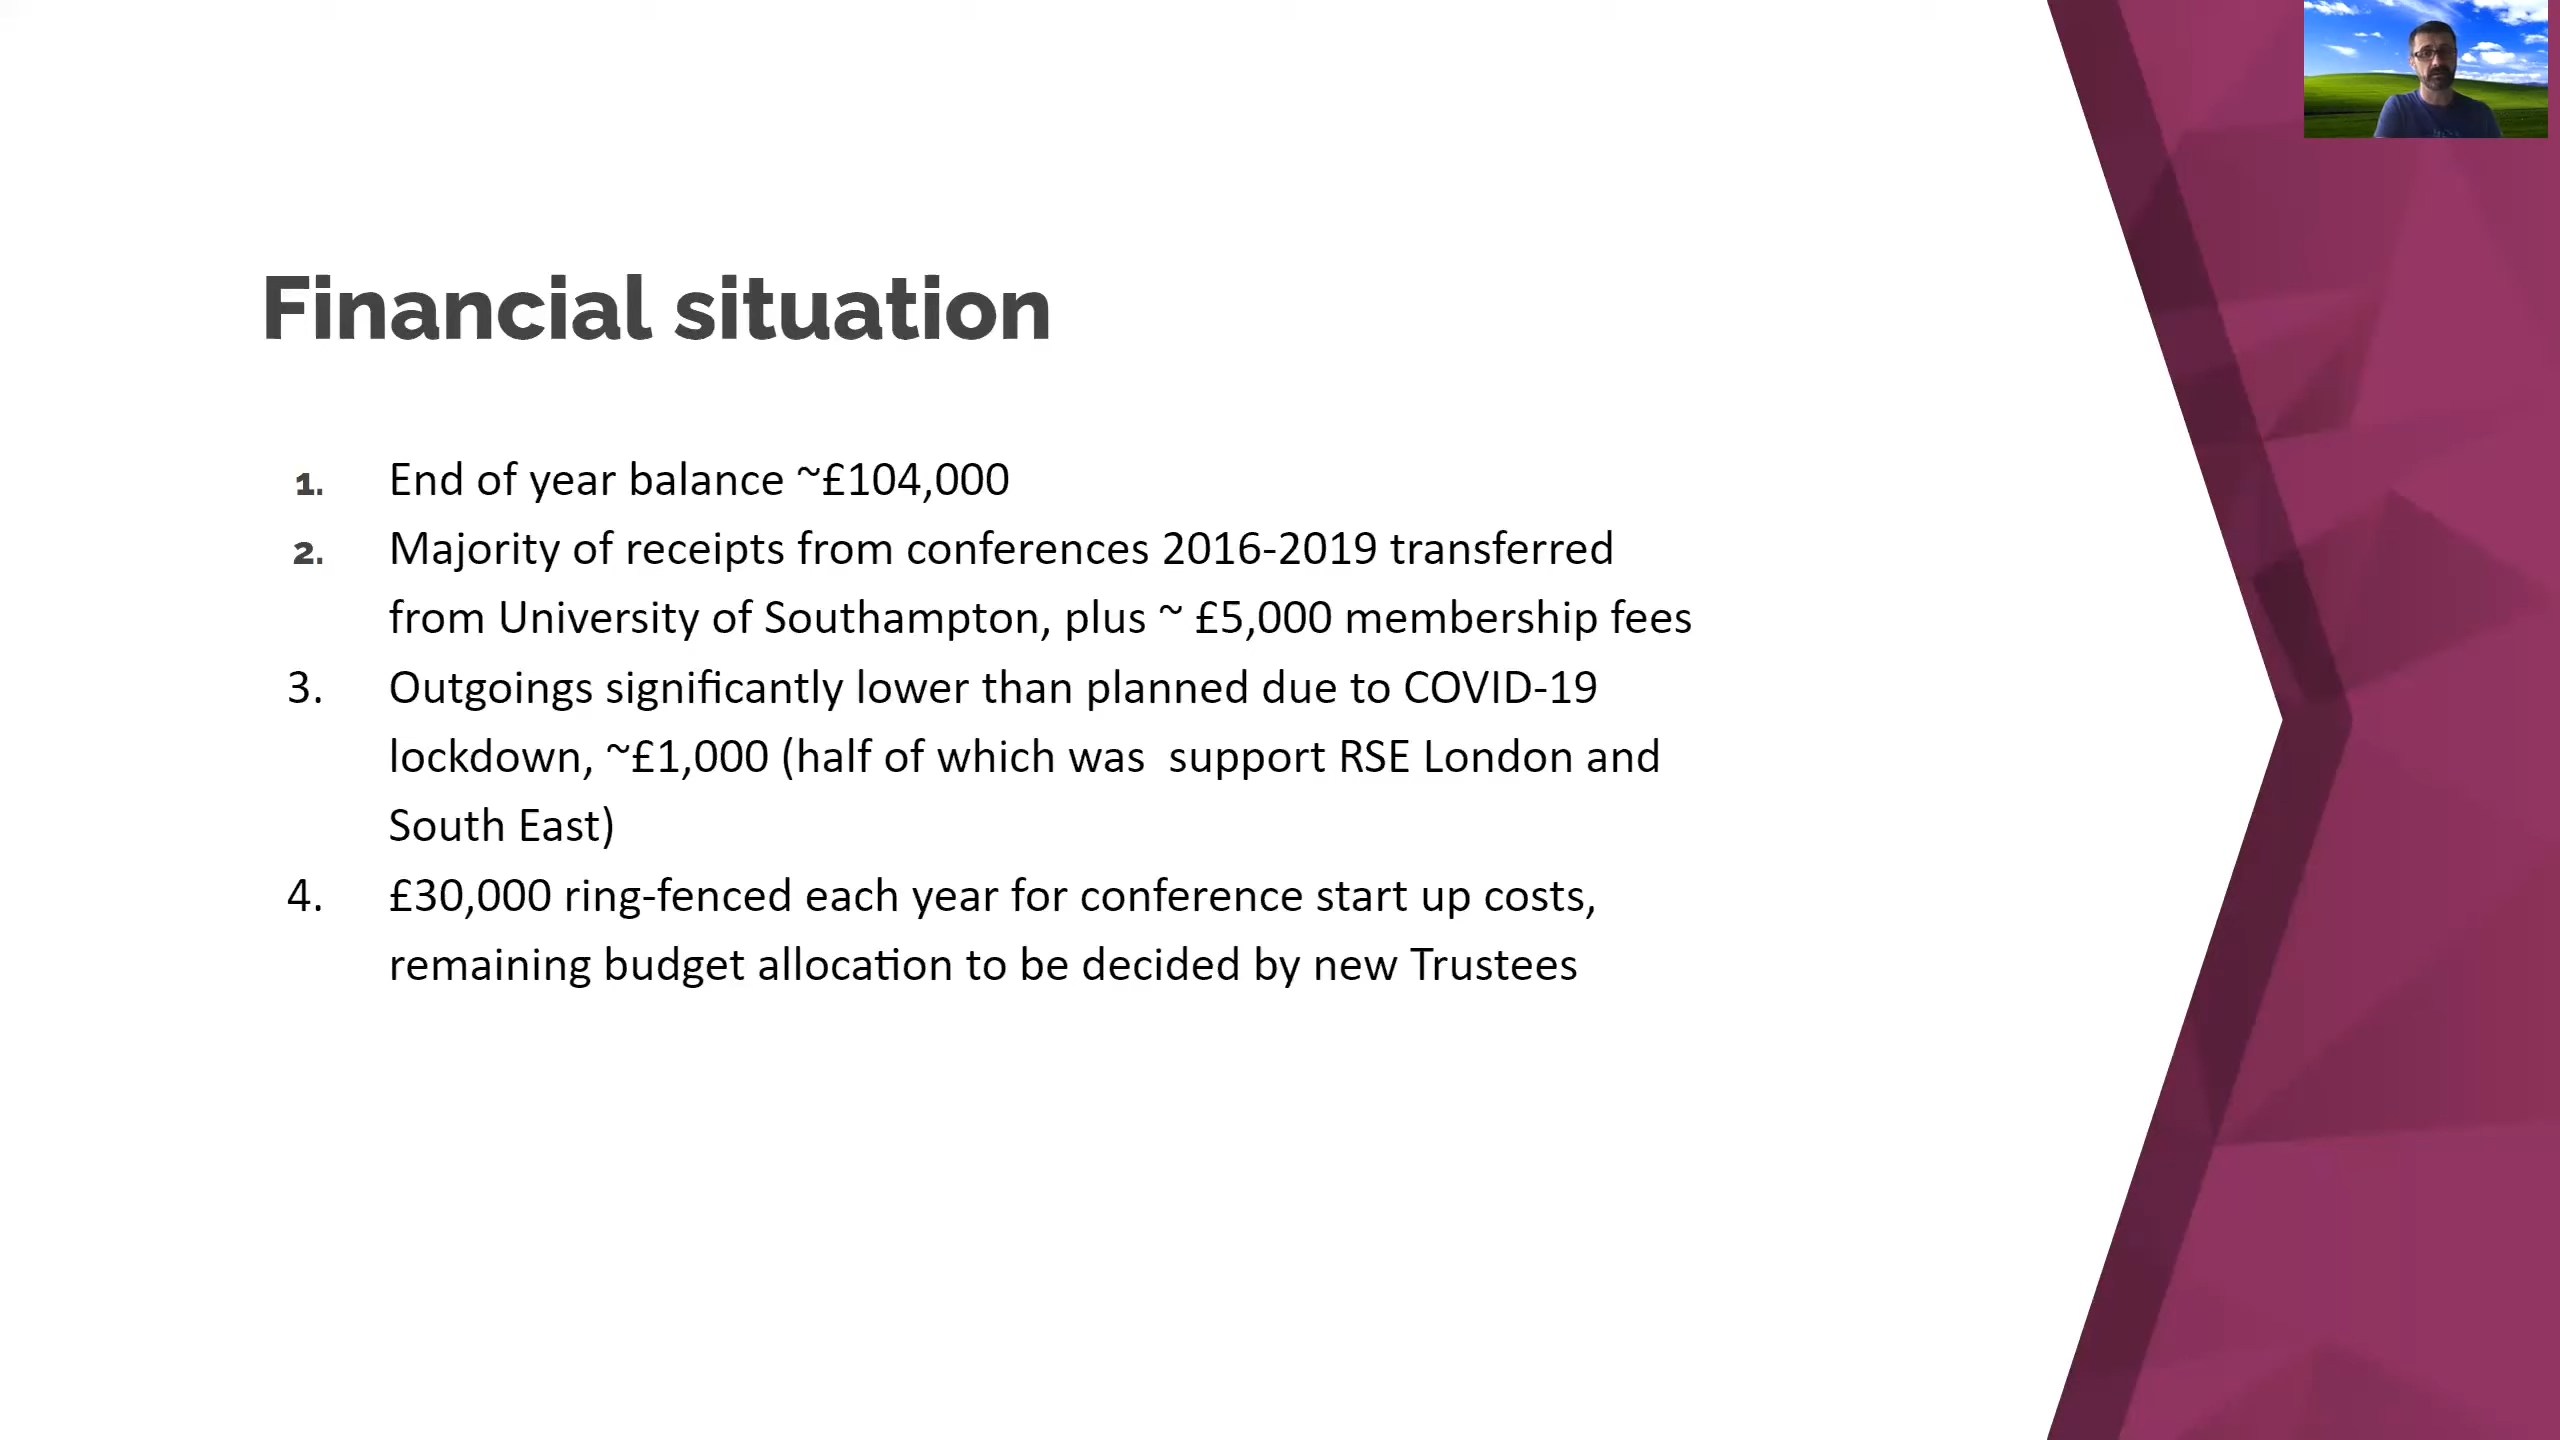 Financial situation
1. End of year balance ~£104,000
2. Majority of receipts from conferences 2016-2019 transferred
from University of Southampton, plus ~ £5,000 membership fees
3. Outgoings significantly lower than planned due to COVID-19
lockdown, ~£1,000 (half of which was  support RSE London and
South East)
4. £30,000 ring-fenced each year for conference start up costs,
remaining budget allocation to be decided by new Trustees